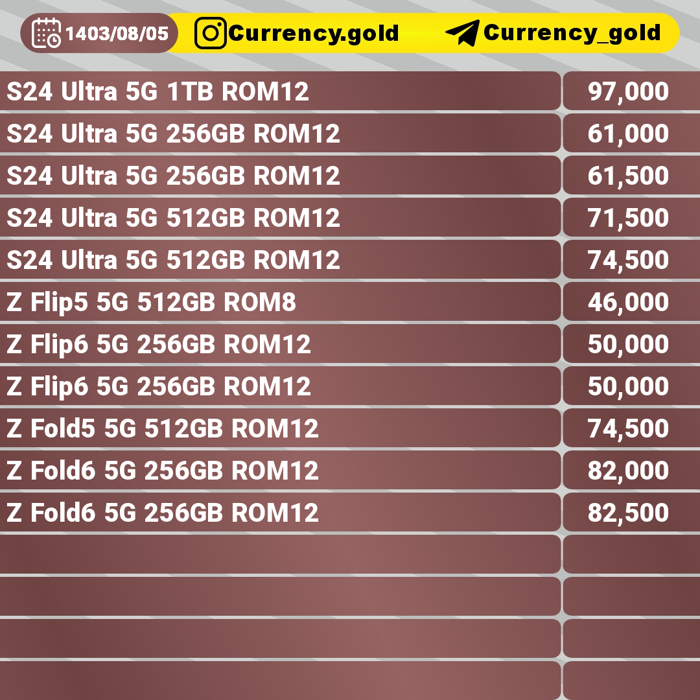 1403/08/05 Currency.gold Currency_gold
S24 Ultra 5G 1TB ROM12 97,000
S24 Ultra 5G 256GB ROM12 61,000
S24 Ultra 5G 256GB ROM12 61,500
S24 Ultra 5G 512GB ROM12 71,500
S24 Ultra 5G 512GB ROM12 74,500
Z Flip5 5G 512GB ROM8 46,000
Z Flip6 5G 256GB ROM12 50,000
Z Flip6 5G 256GB ROM12 50,000
Z Fold5 5G 512GB ROM12 74,500
Z Fold6 5G 256GB ROM12 82,000
Z Fold6 5G 256GB ROM12 82,500